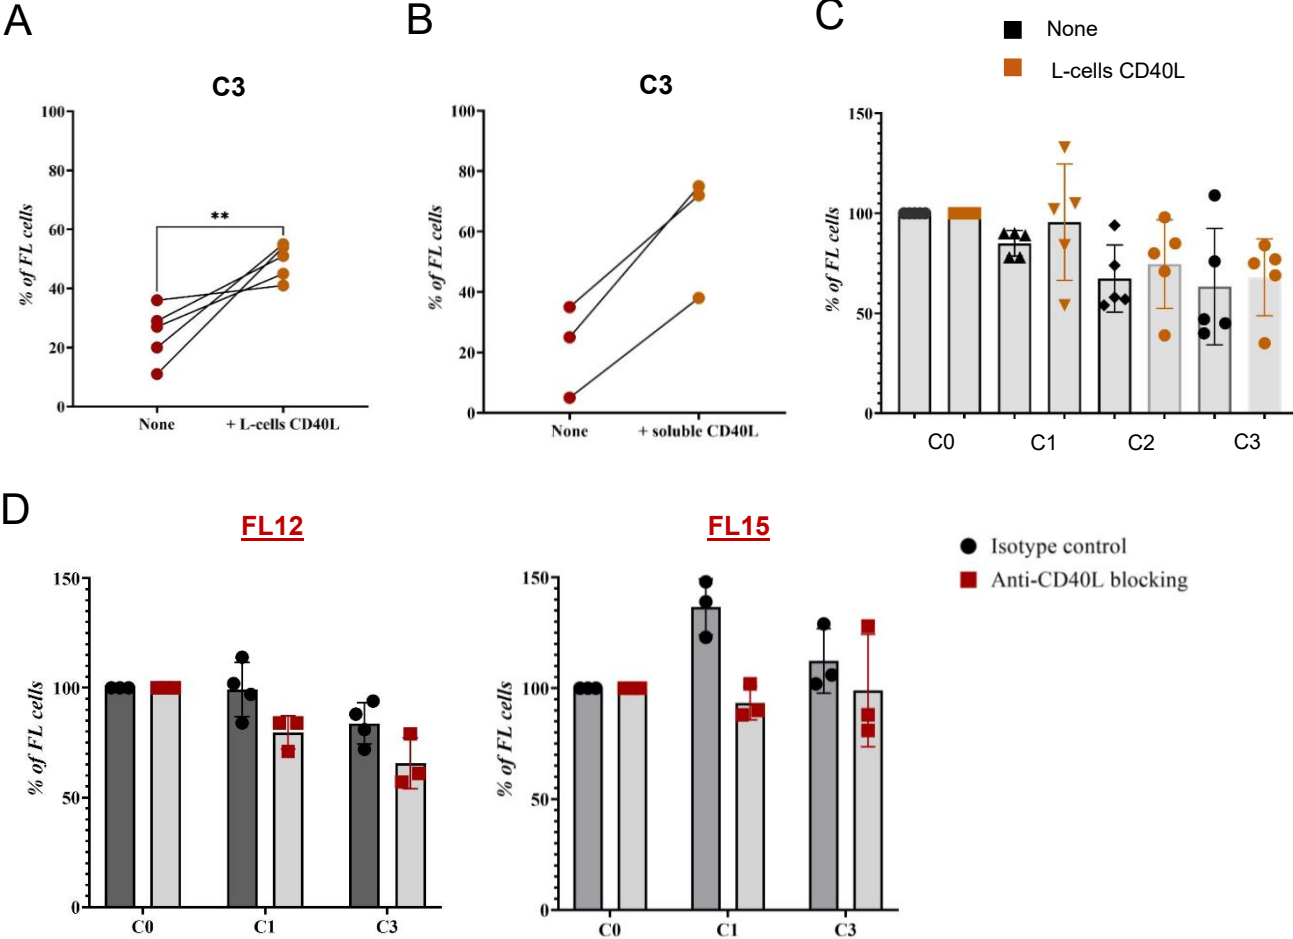 A
B
C
None
L-cells CD40L
C3
C3
100
80
60
40
20
0
% of FL cells
**
None
+ L-cells CD40L
100
80
60
40
20
0
% of FL cells
None
+ soluble CD40L
150
100
50
0
% of FL cells
C0
C1
C2
C3
D
FL12
FL15
Isotype control
Anti-CD40L blocking
150
100
50
0
% of FL cells
C0
C1
C3
150
100
50
0
% of FL cells
C0
C1
C3